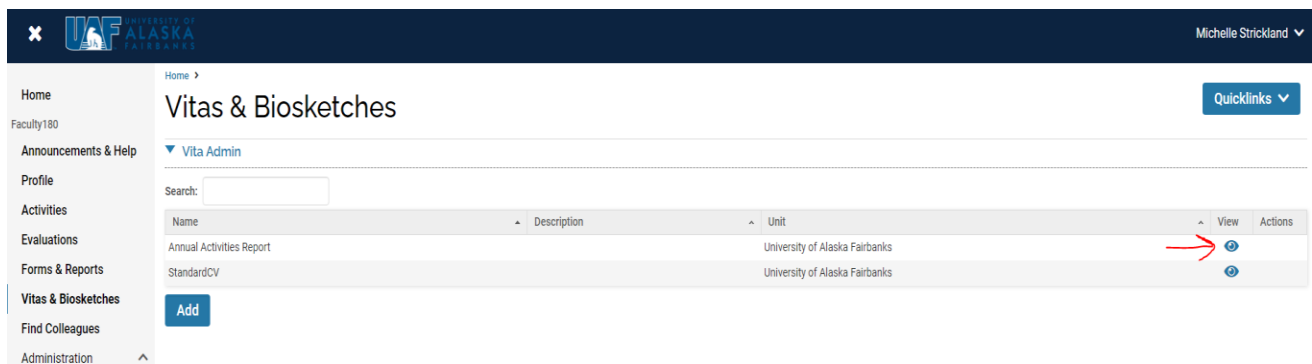 ✖ UAF UNIVERSITY OF ALASKA FAIRBANKS Michelle Strickland
Home ›
Vitas & Biosketches
Quicklinks
Home
Faculty180
Announcements & Help
Profile
Activities
Evaluations
Forms & Reports
Vitas & Biosketches
Find Colleagues
Administration
Vita Admin
Search:
Name Description Unit View Actions
Annual Activities Report University of Alaska Fairbanks
StandardCV University of Alaska Fairbanks
Add